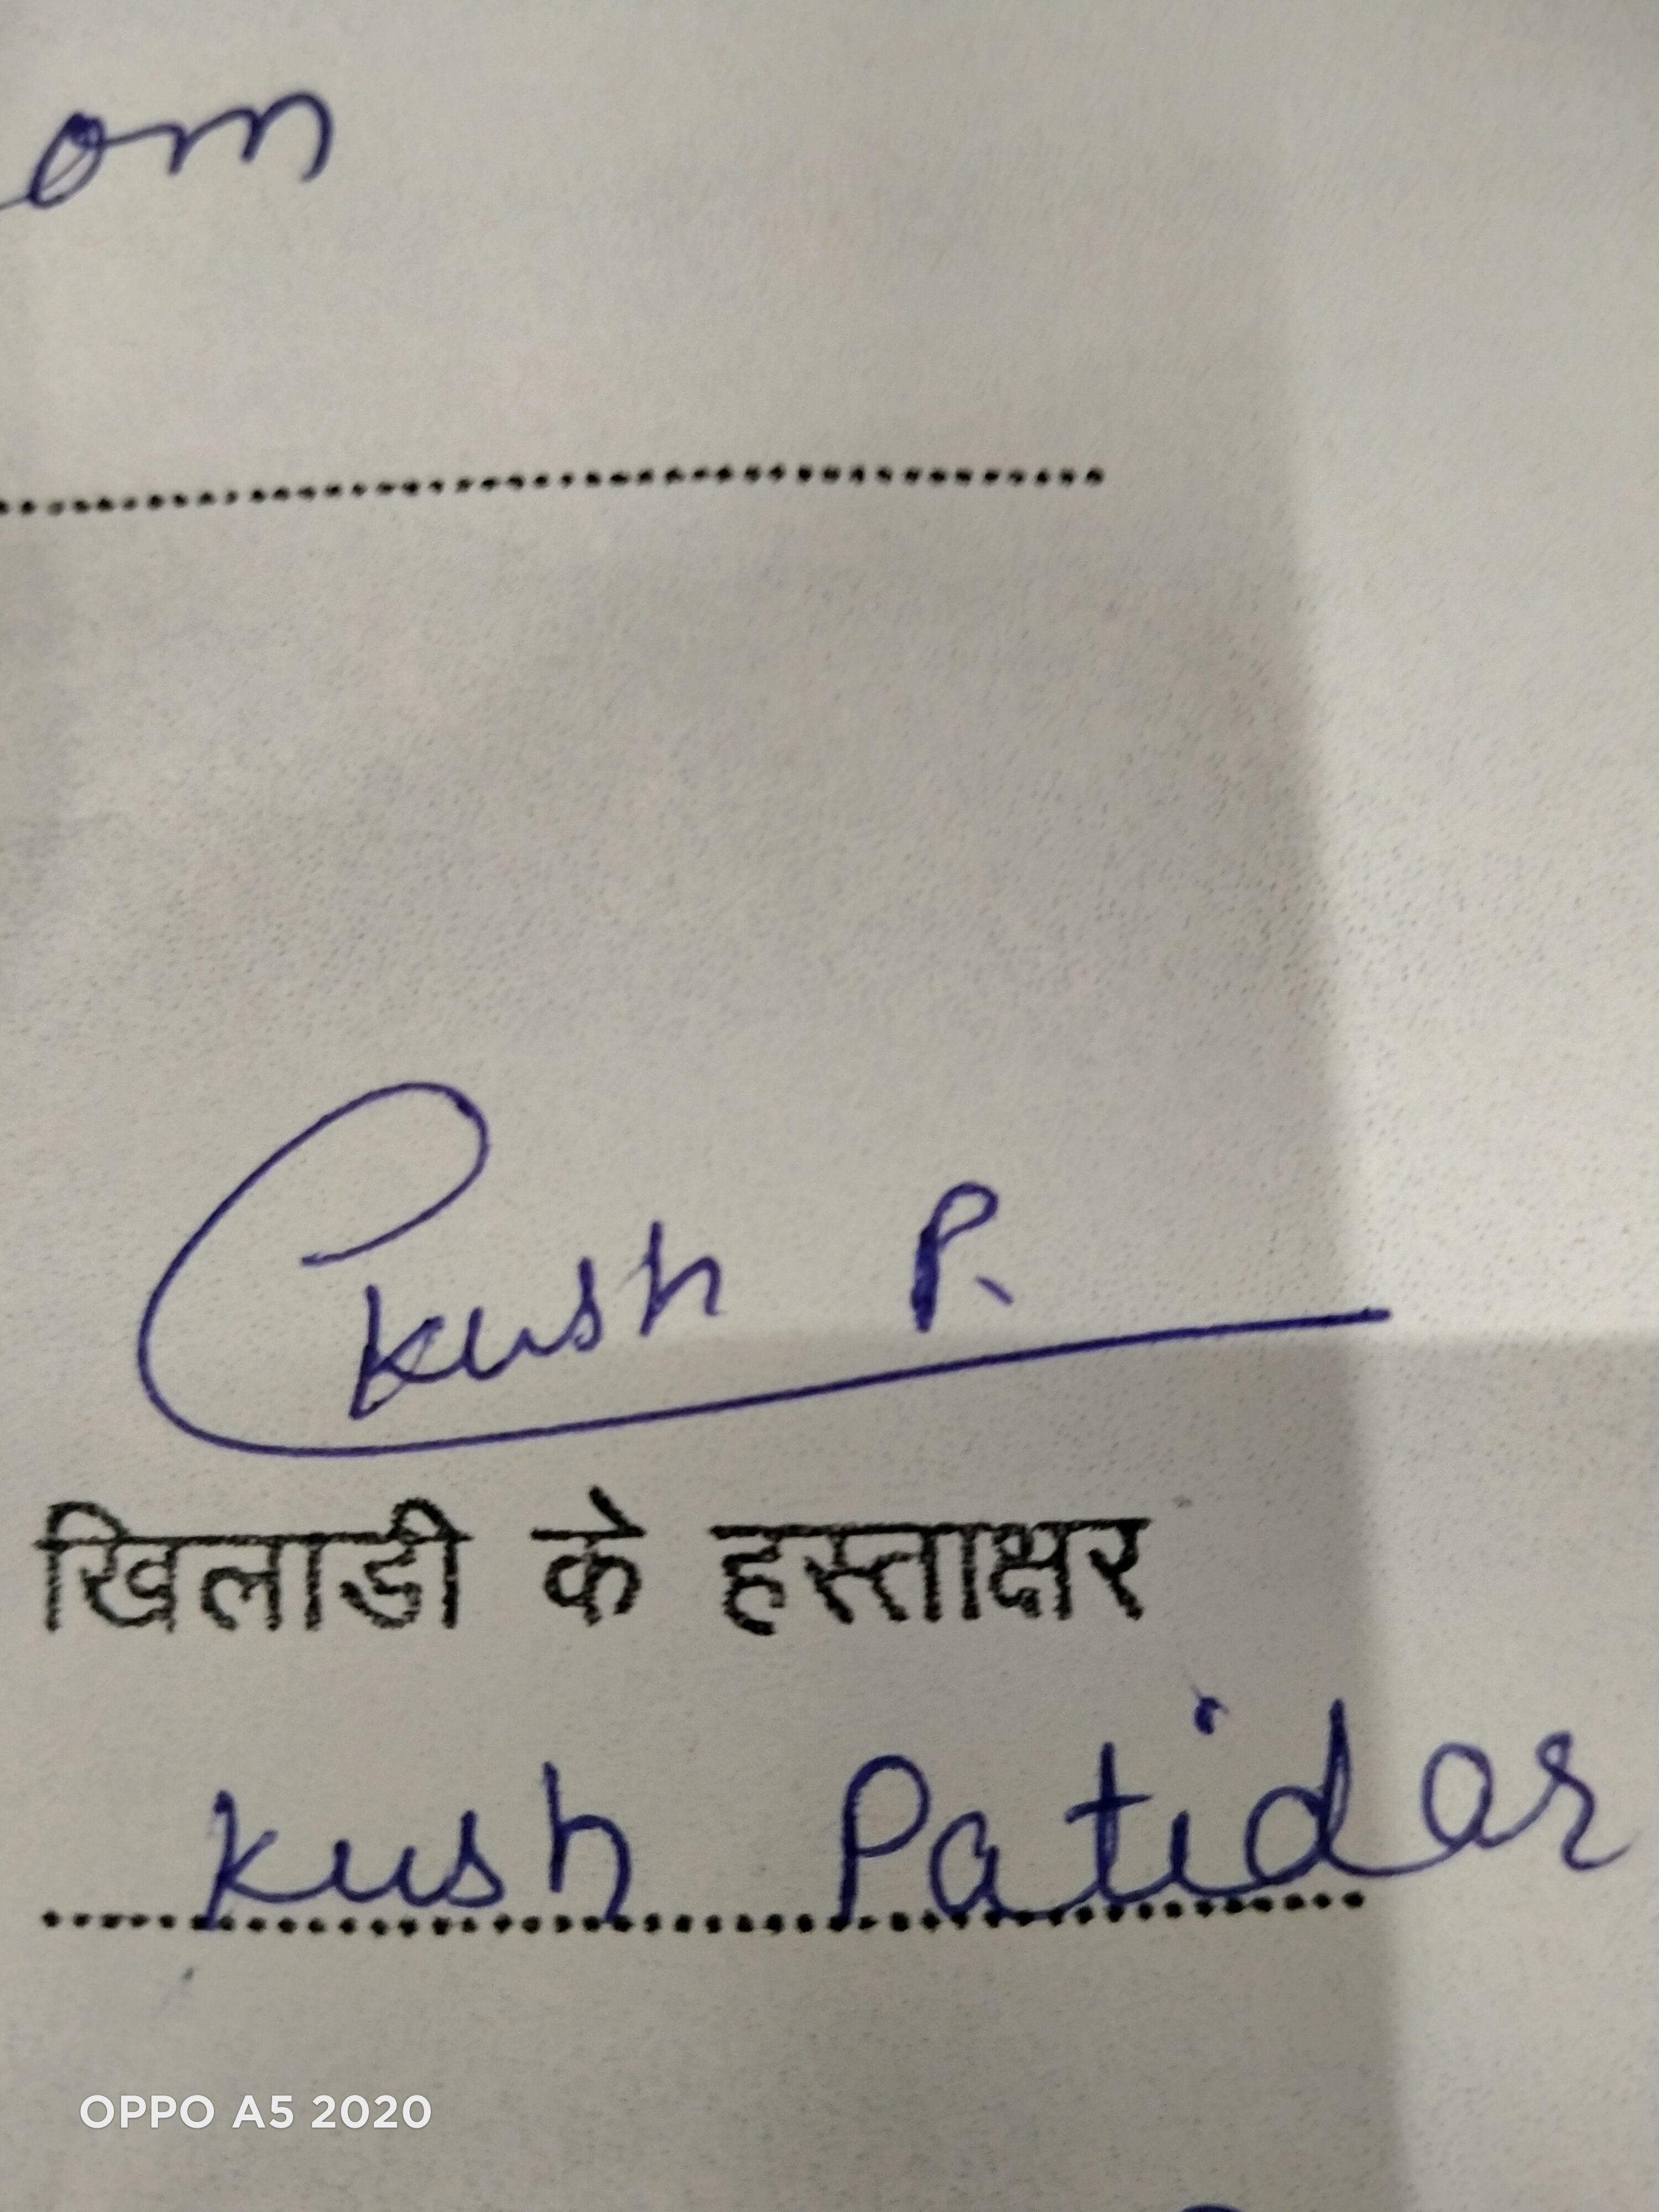 om
Kush P.
खिलाडी के हस्ताक्षर
Kush Patidar
OPPO A5 2020